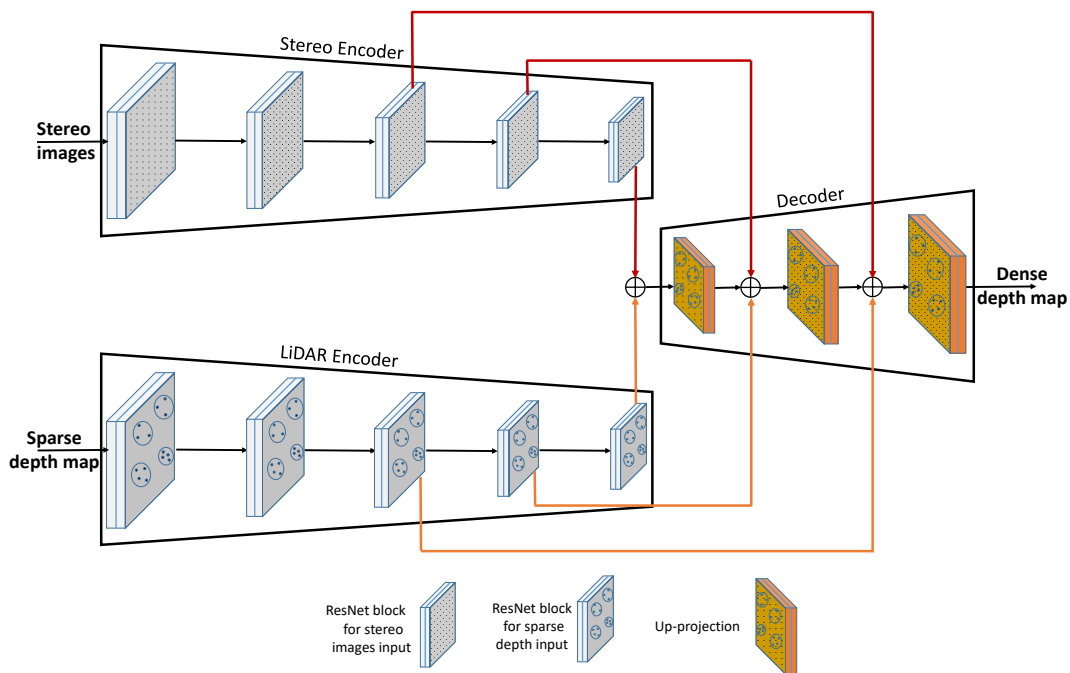 Stereo Encoder
Stereo
images
Decoder
Dense
depth map
LiDAR Encoder
Sparse
depth map
ResNet block
for stereo
images input
ResNet block
for sparse
depth input
Up-projection